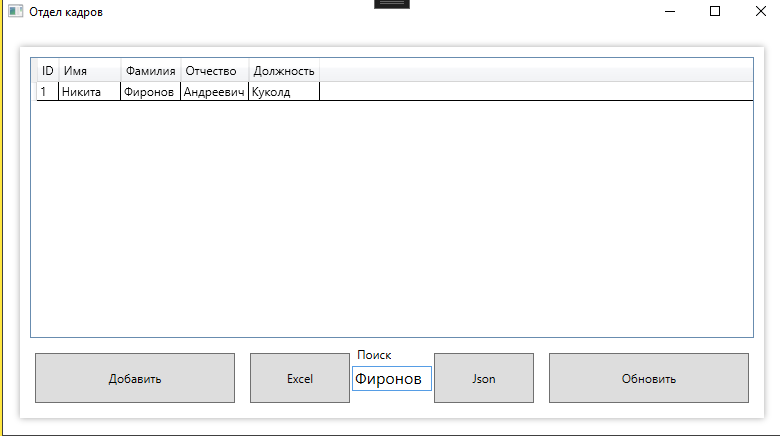 Отдел кадров
ID Имя Фамилия Отчество Должность
1 Никита Фиронов Андреевич Куколд
Поиск
Добавить Excel Фиронов Json Обновить